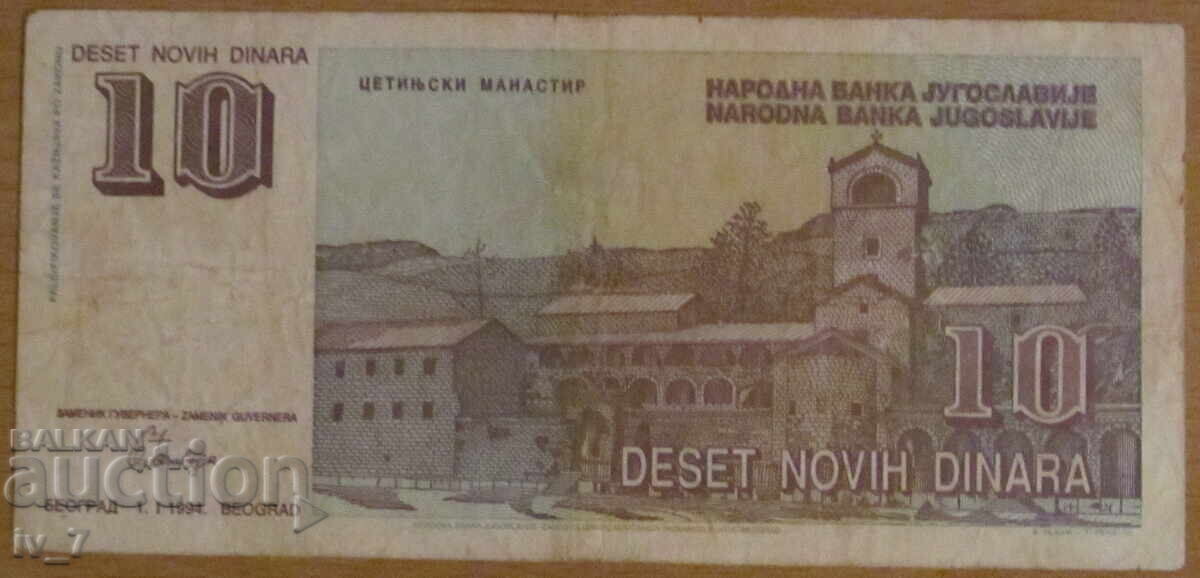 DESET NOVIH DINARA
10
ЦЕТИЊСКИ МАНАСТИР
НАРОДНА БАНКА ЈУГОСЛАВИЈЕ
NARODNA BANKA JUGOSLAVIJE
10
DESET NOVIH DINARA
ЗАМЕНИК ГУВЕРНЕРА - ZAMENIK GUVERNERA
БЕОГРАД 1. 1994. BEOGRAD
BALKAN
auction
iv_7